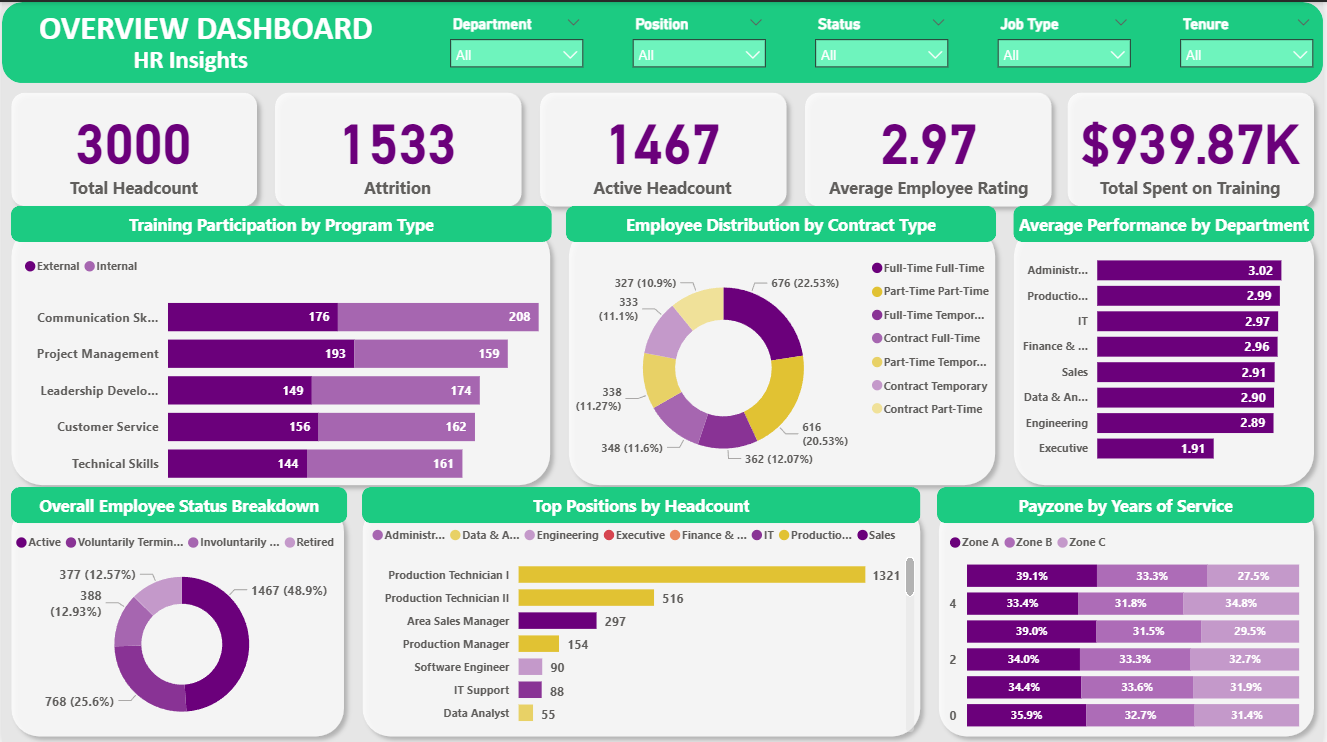 OVERVIEW DASHBOARD
HR Insights
Department
Position
Status
Job Type
Tenure
All
All
All
All
All
3000
Total Headcount
1533
Attrition
1467
Active Headcount
2.97
Average Employee Rating
$939.87K
Total Spent on Training
Training Participation by Program Type
External Internal
Communication Sk... 176 208
Project Management 193 159
Leadership Develo... 149 174
Customer Service 156 162
Technical Skills 144 161
Employee Distribution by Contract Type
327 (10.9%)
676 (22.53%)
333
(11.1%)
338
(11.27%)
348 (11.6%)
362 (12.07%)
616
(20.53%)
Full-Time Full-Time
Part-Time Part-Time
Full-Time Tempor...
Contract Full-Time
Part-Time Tempor...
Contract Temporary
Contract Part-Time
Average Performance by Department
Administr... 3.02
Productio... 2.99
IT 2.97
Finance & ... 2.96
Sales 2.91
Data & An... 2.90
Engineering 2.89
Executive 1.91
Overall Employee Status Breakdown
Active Voluntarily Termin... Involuntarily ... Retired
377 (12.57%)
388
(12.93%)
1467 (48.9%)
768 (25.6%)
Top Positions by Headcount
Administr... Data & A... Engineering Executive Finance & ... IT Productio... Sales
Production Technician I 1321
Production Technician II 516
Area Sales Manager 297
Production Manager 154
Software Engineer 90
IT Support 88
Data Analyst 55
Payzone by Years of Service
Zone A Zone B Zone C
39.1% 33.3% 27.5%
4 33.4% 31.8% 34.8%
39.0% 31.5% 29.5%
2 34.0% 33.3% 32.7%
34.4% 33.6% 31.9%
0 35.9% 32.7% 31.4%